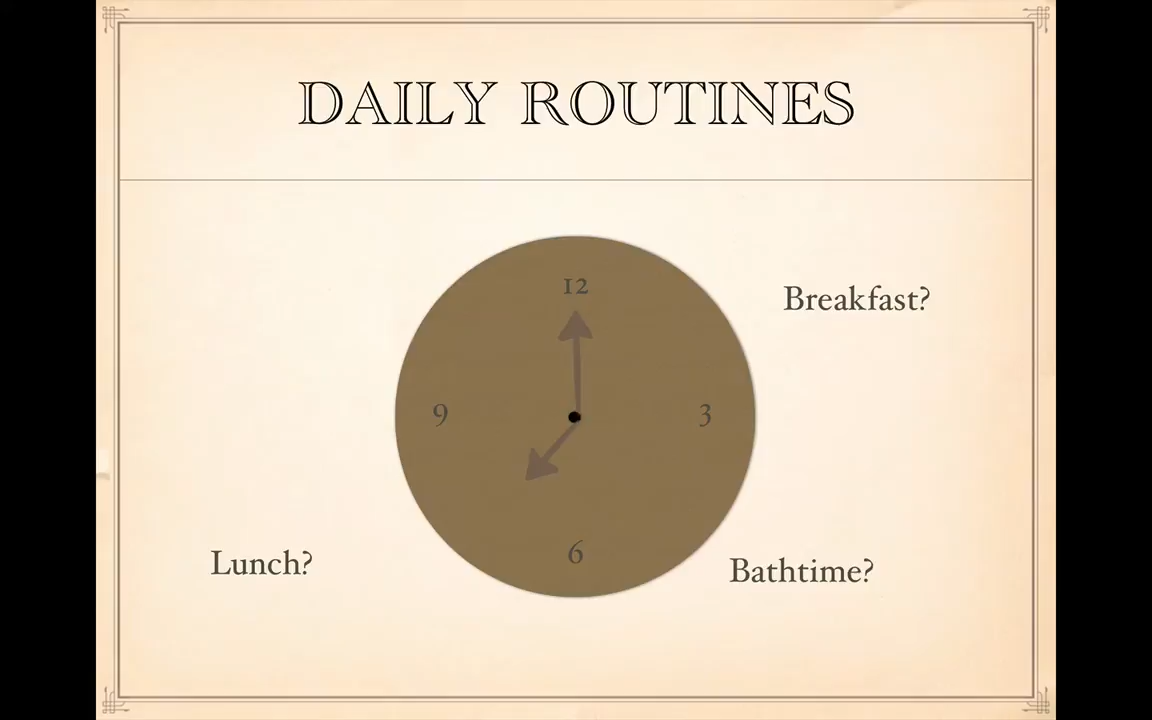 DAILY ROUTINES
12
Breakfast?
9
3
6
Lunch?
Bathtime?